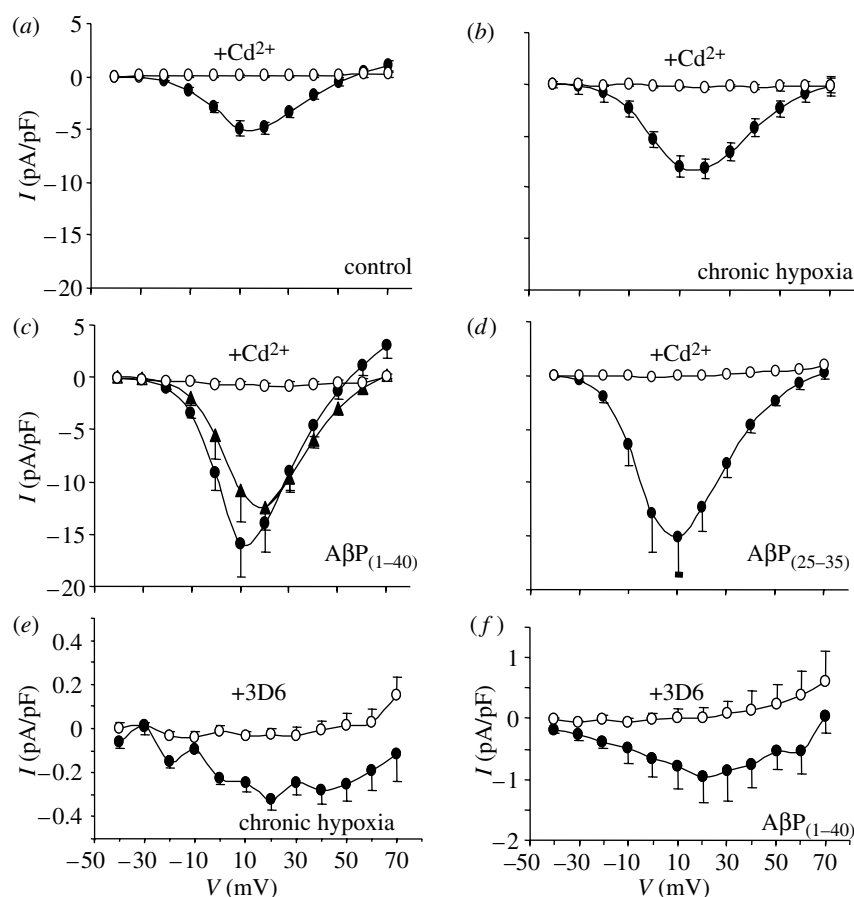 (a)
+Cd²⁺
5
0
−5
−10
−15
−20
I (pA/pF)
control
(b)
+Cd²⁺
chronic hypoxia
(c)
+Cd²⁺
0
−5
−10
−15
−20
I (pA/pF)
AβP(1–40)
(d)
+Cd²⁺
AβP(25–35)
(e)
+3D6
0.4
0.2
0
−0.2
−0.4
I (pA/pF)
chronic hypoxia
−50 −30 −10 10 30 50 70
V (mV)
(f)
+3D6
1
0
−1
−2
I (pA/pF)
AβP(1–40)
−50 −30 −10 10 30 50 70
V (mV)